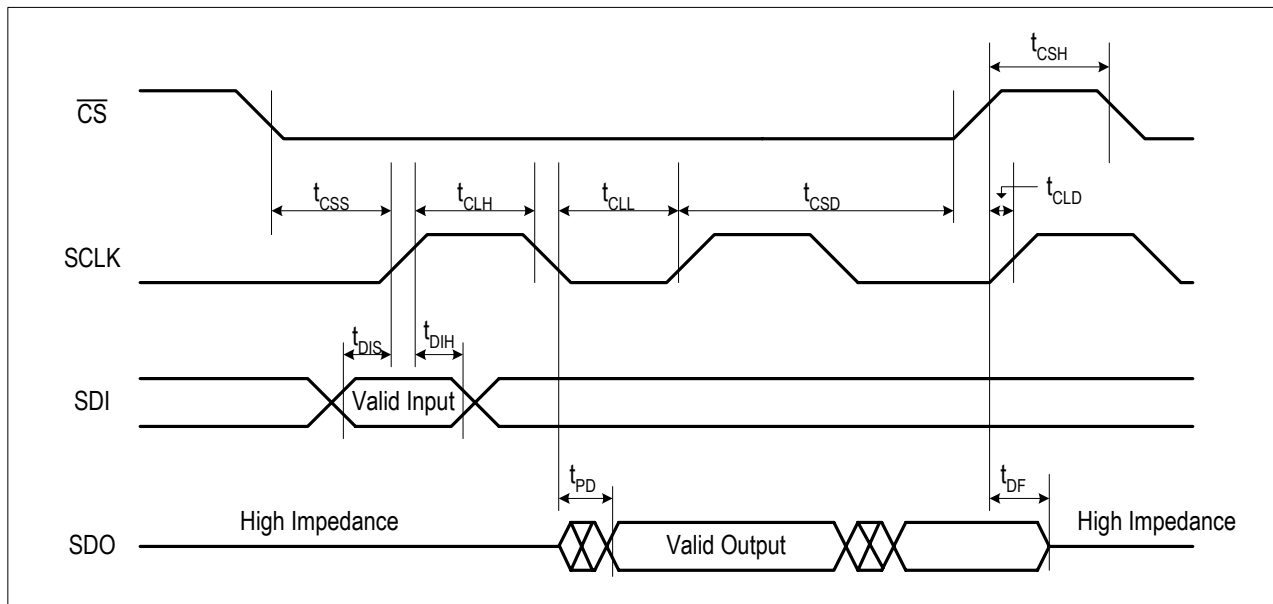 tCSH
CS
tCSS
tCLH
tCLL
tCSD
tCLD
SCLK
tDIS
tDIH
SDI
Valid Input
tPD
tDF
High Impedance
High Impedance
SDO
Valid Output